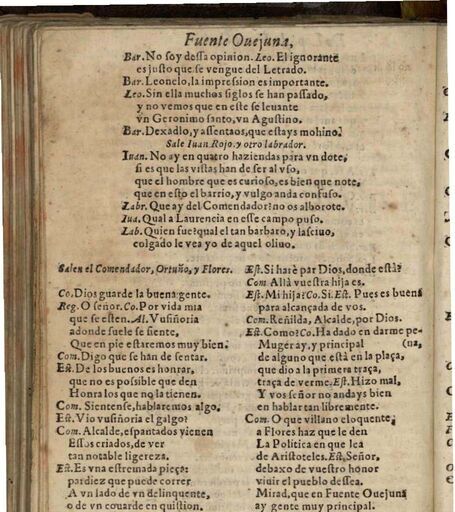 Fuente Ouejuna,
Bar. No soy dessa opinion. Leo. El ignorante
es justo que se vengue del Letrado.
Bar. Leonelo, la impression es importante.
Leo. Sin ella muchos siglos se han passado,
y no vemos que en este se leuante
vn Geronimo santo, vn Agustino.
Bar. Dexadlo, y assentaos, que estays mohino.
Sale Iuan Rojo, y otro labrador.
Iuan. No ay en quatro haziendas para vn dote,
si es que las vistas han de ser al vso,
que el hombre que es curioso, es bien que note,
que en esto el barrio, y vulgo anda confuso.
Labr. Que ay del Comendador? no os alborote.
Iua. Qual a Laurencia en esse campo puso.
Lab. Quien fue? qual el tan barbaro, y lasciuo,
colgado le vea yo de aquel oliuo.
Salen el Comendador, Ortuño, y Flores.
Co. Dios guarde la buena gente.
Reg. O señor. Co. Por vida mia
que se esten. Al. Vusiñoria
adonde suele se siente,
Que en pie estaremos muy bien.
Com. Digo que se han de sentar.
Est. De los buenos es honrar,
que no es possible que den
Honra los que no la tienen.
Com. Sientense, hablaremos algo.
Est. Vio vusiñoria el galgo?
Com. Alcalde, espantados vienen
Essos criados, de ver
tan notable ligereza.
Est. Es vna estremada pieça:
pardiez que puede correr
A vn lado de vn delinquente,
o de vn couarde en quistion.
Est. Si harè par Dios, donde està?
Com. Allà vuestra hija es.
Est. Mi hija? Co. Si. Est. Pues es buena
para alcançada de vos.
Com. Reñilda, Alcalde, por Dios.
Est. Como? Co. Ha dado en darme pe-
Muger ay, y principal (na,
de alguno que està en la plaça,
que dio a la primera traça,
traça de verme. Est. Hizo mal,
Y vos señor no andays bien
en hablar tan libremente.
Com. O que villano eloquente,
a Flores haz que le den
La Politica en que lea
de Aristoteles. Est. Señor,
debaxo de vuestro honor
viuir el pueblo dessea.
Mirad, que en Fuente Ouejuna
ay gente muy principal.